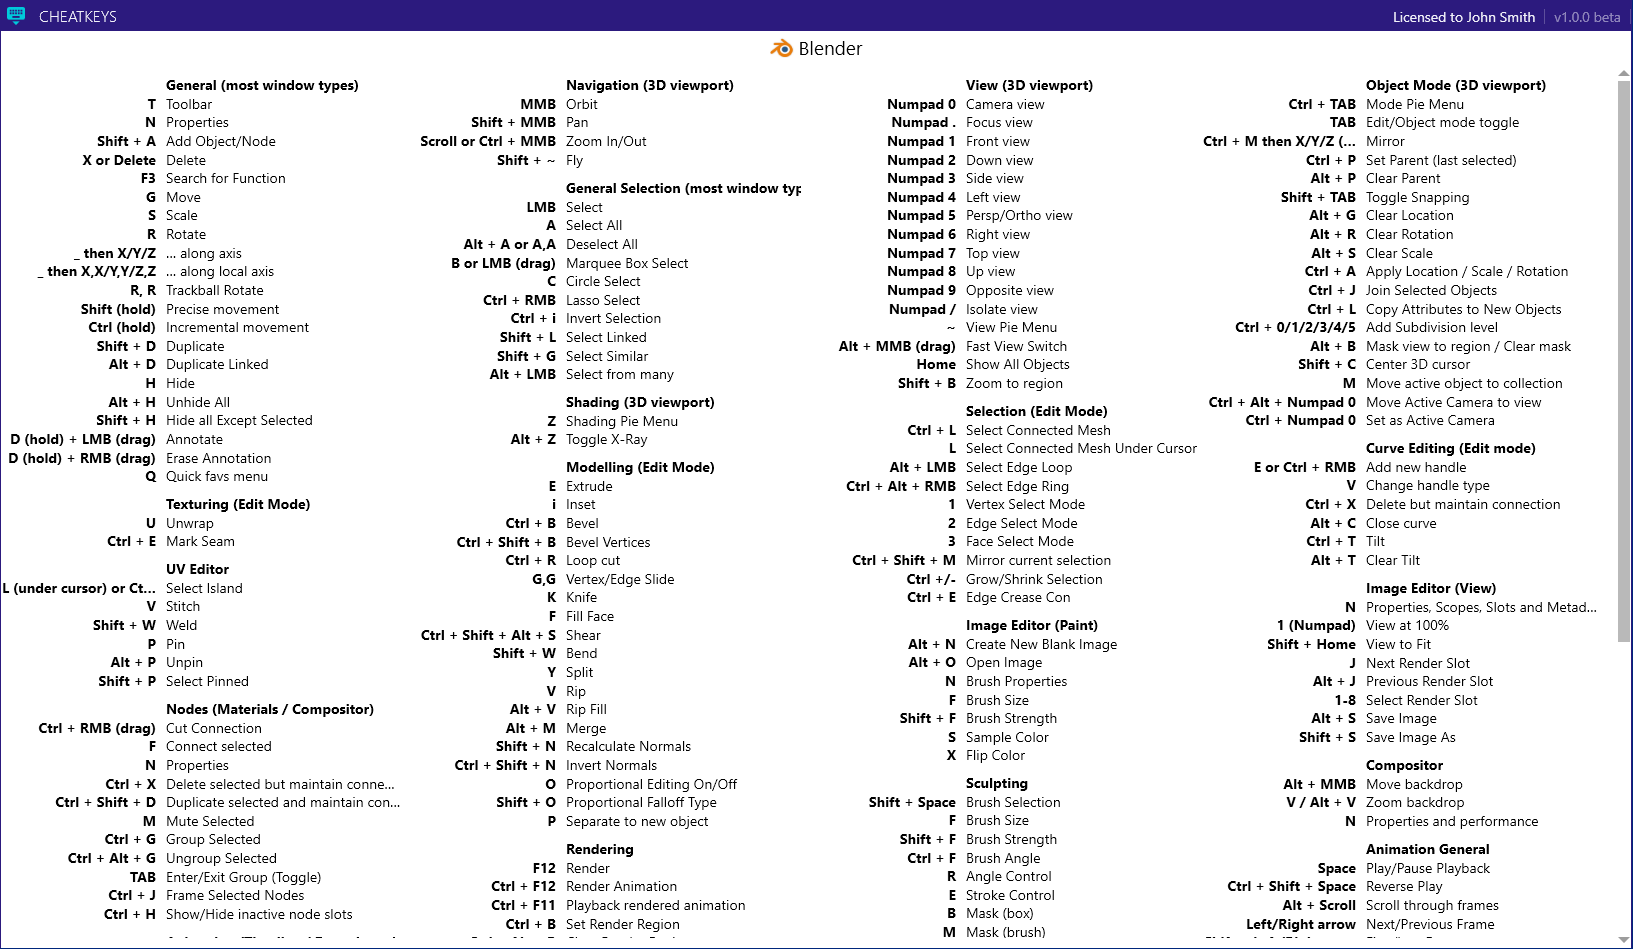 CHEATKEYS
Licensed to John Smith
v1.0.0 beta
Blender
General (most window types)
T Toolbar
N Properties
Shift + A Add Object/Node
X or Delete Delete
F3 Search for Function
G Move
S Scale
R Rotate
_ then X/Y/Z ... along axis
_ then X,X/Y,Y/Z,Z ... along local axis
R, R Trackball Rotate
Shift (hold) Precise movement
Ctrl (hold) Incremental movement
Shift + D Duplicate
Alt + D Duplicate Linked
H Hide
Alt + H Unhide All
Shift + H Hide all Except Selected
D (hold) + LMB (drag) Annotate
D (hold) + RMB (drag) Erase Annotation
Q Quick favs menu
Texturing (Edit Mode)
U Unwrap
Ctrl + E Mark Seam
UV Editor
L (under cursor) or Ct... Select Island
V Stitch
Shift + W Weld
P Pin
Alt + P Unpin
Shift + P Select Pinned
Nodes (Materials / Compositor)
Ctrl + RMB (drag) Cut Connection
F Connect selected
N Properties
Ctrl + X Delete selected but maintain conne...
Ctrl + Shift + D Duplicate selected and maintain con...
M Mute Selected
Ctrl + G Group Selected
Ctrl + Alt + G Ungroup Selected
TAB Enter/Exit Group (Toggle)
Ctrl + J Frame Selected Nodes
Ctrl + H Show/Hide inactive node slots
Navigation (3D viewport)
MMB Orbit
Shift + MMB Pan
Scroll or Ctrl + MMB Zoom In/Out
Shift + ~ Fly
General Selection (most window typ
LMB Select
A Select All
Alt + A or A,A Deselect All
B or LMB (drag) Marquee Box Select
C Circle Select
Ctrl + RMB Lasso Select
Ctrl + i Invert Selection
Shift + L Select Linked
Shift + G Select Similar
Alt + LMB Select from many
Shading (3D viewport)
Z Shading Pie Menu
Alt + Z Toggle X-Ray
Modelling (Edit Mode)
E Extrude
i Inset
Ctrl + B Bevel
Ctrl + Shift + B Bevel Vertices
Ctrl + R Loop cut
G,G Vertex/Edge Slide
K Knife
F Fill Face
Ctrl + Shift + Alt + S Shear
Shift + W Bend
Y Split
V Rip
Alt + V Rip Fill
Alt + M Merge
Shift + N Recalculate Normals
Ctrl + Shift + N Invert Normals
O Proportional Editing On/Off
Shift + O Proportional Falloff Type
P Separate to new object
Rendering
F12 Render
Ctrl + F12 Render Animation
Ctrl + F11 Playback rendered animation
Ctrl + B Set Render Region
View (3D viewport)
Numpad 0 Camera view
Numpad . Focus view
Numpad 1 Front view
Numpad 2 Down view
Numpad 3 Side view
Numpad 4 Left view
Numpad 5 Persp/Ortho view
Numpad 6 Right view
Numpad 7 Top view
Numpad 8 Up view
Numpad 9 Opposite view
Numpad / Isolate view
~ View Pie Menu
Alt + MMB (drag) Fast View Switch
Home Show All Objects
Shift + B Zoom to region
Selection (Edit Mode)
Ctrl + L Select Connected Mesh
L Select Connected Mesh Under Cursor
Alt + LMB Select Edge Loop
Ctrl + Alt + RMB Select Edge Ring
1 Vertex Select Mode
2 Edge Select Mode
3 Face Select Mode
Ctrl + Shift + M Mirror current selection
Ctrl +/- Grow/Shrink Selection
Ctrl + E Edge Crease Con
Image Editor (Paint)
Alt + N Create New Blank Image
Alt + O Open Image
N Brush Properties
F Brush Size
Shift + F Brush Strength
S Sample Color
X Flip Color
Sculpting
Shift + Space Brush Selection
F Brush Size
Shift + F Brush Strength
Ctrl + F Brush Angle
R Angle Control
E Stroke Control
B Mask (box)
M Mask (brush)
Object Mode (3D viewport)
Ctrl + TAB Mode Pie Menu
TAB Edit/Object mode toggle
Ctrl + M then X/Y/Z (... Mirror
Ctrl + P Set Parent (last selected)
Alt + P Clear Parent
Shift + TAB Toggle Snapping
Alt + G Clear Location
Alt + R Clear Rotation
Alt + S Clear Scale
Ctrl + A Apply Location / Scale / Rotation
Ctrl + J Join Selected Objects
Ctrl + L Copy Attributes to New Objects
Ctrl + 0/1/2/3/4/5 Add Subdivision level
Alt + B Mask view to region / Clear mask
Shift + C Center 3D cursor
M Move active object to collection
Ctrl + Alt + Numpad 0 Move Active Camera to view
Ctrl + Numpad 0 Set as Active Camera
Curve Editing (Edit mode)
E or Ctrl + RMB Add new handle
V Change handle type
Ctrl + X Delete but maintain connection
Alt + C Close curve
Ctrl + T Tilt
Alt + T Clear Tilt
Image Editor (View)
N Properties, Scopes, Slots and Metad...
1 (Numpad) View at 100%
Shift + Home View to Fit
J Next Render Slot
Alt + J Previous Render Slot
1-8 Select Render Slot
Alt + S Save Image
Shift + S Save Image As
Compositor
Alt + MMB Move backdrop
V / Alt + V Zoom backdrop
N Properties and performance
Animation General
Space Play/Pause Playback
Ctrl + Shift + Space Reverse Play
Alt + Scroll Scroll through frames
Left/Right arrow Next/Previous Frame